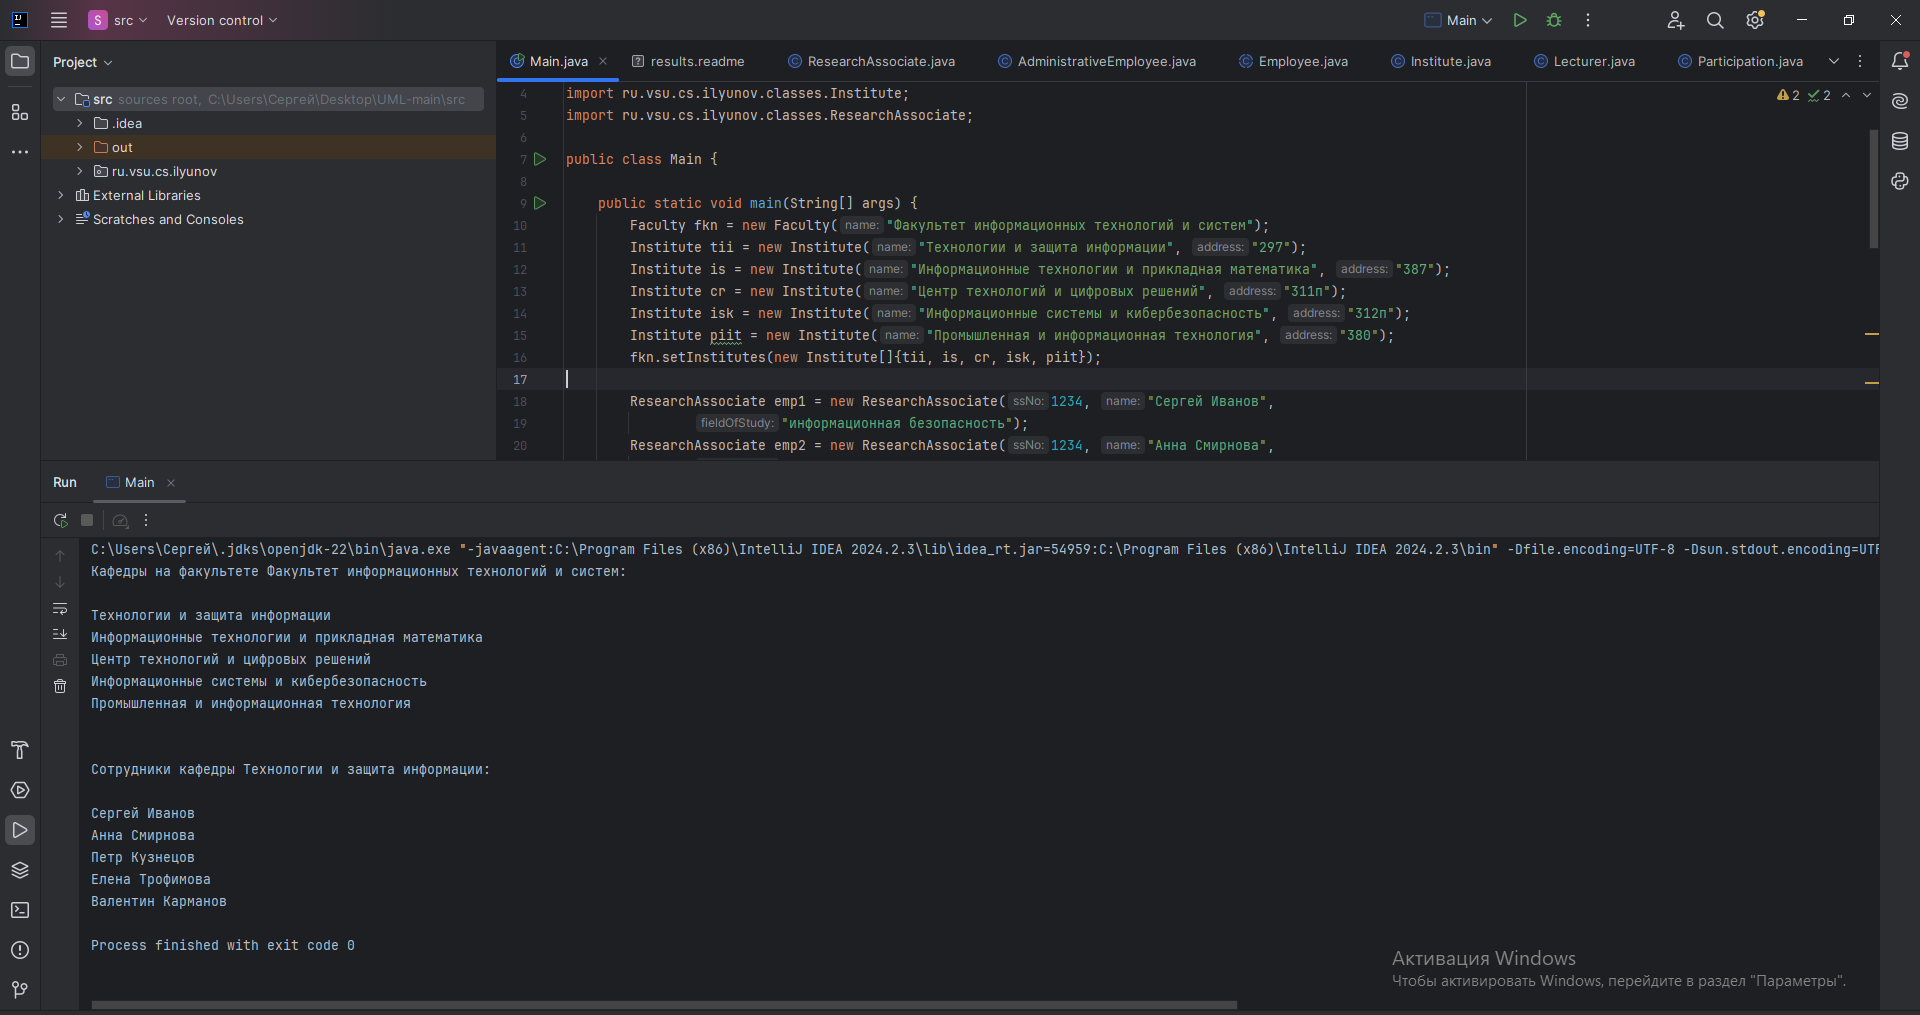 S src Version control Main
Project
Main.java results.readme ResearchAssociate.java AdministrativeEmployee.java Employee.java Institute.java Lecturer.java Participation.java
src sources root, C:\Users\Сергей\Desktop\UML-main\src
.idea
out
ru.vsu.cs.ilyunov
External Libraries
Scratches and Consoles
2 2
4 import ru.vsu.cs.ilyunov.classes.Institute;
5 import ru.vsu.cs.ilyunov.classes.ResearchAssociate;
6
7 public class Main {
8
9 public static void main(String[] args) {
10 Faculty fkn = new Faculty( name: "Факультет информационных технологий и систем");
11 Institute tii = new Institute( name: "Технологии и защита информации", address: "297");
12 Institute is = new Institute( name: "Информационные технологии и прикладная математика", address: "387");
13 Institute cr = new Institute( name: "Центр технологий и цифровых решений", address: "311п");
14 Institute isk = new Institute( name: "Информационные системы и кибербезопасность", address: "312п");
15 Institute piit = new Institute( name: "Промышленная и информационная технология", address: "380");
16 fkn.setInstitutes(new Institute[]{tii, is, cr, isk, piit});
17
18 ResearchAssociate emp1 = new ResearchAssociate( ssNo: 1234, name: "Сергей Иванов",
19 fieldOfStudy: "информационная безопасность");
20 ResearchAssociate emp2 = new ResearchAssociate( ssNo: 1234, name: "Анна Смирнова",
Run Main
C:\Users\Сергей\.jdks\openjdk-22\bin\java.exe "-javaagent:C:\Program Files (x86)\IntelliJ IDEA 2024.2.3\lib\idea_rt.jar=54959:C:\Program Files (x86)\IntelliJ IDEA 2024.2.3\bin" -Dfile.encoding=UTF-8 -Dsun.stdout.encoding=UTF
Кафедры на факультете Факультет информационных технологий и систем:
Технологии и защита информации
Информационные технологии и прикладная математика
Центр технологий и цифровых решений
Информационные системы и кибербезопасность
Промышленная и информационная технология
Сотрудники кафедры Технологии и защита информации:
Сергей Иванов
Анна Смирнова
Петр Кузнецов
Елена Трофимова
Валентин Карманов
Process finished with exit code 0
Активация Windows
Чтобы активировать Windows, перейдите в раздел "Параметры".